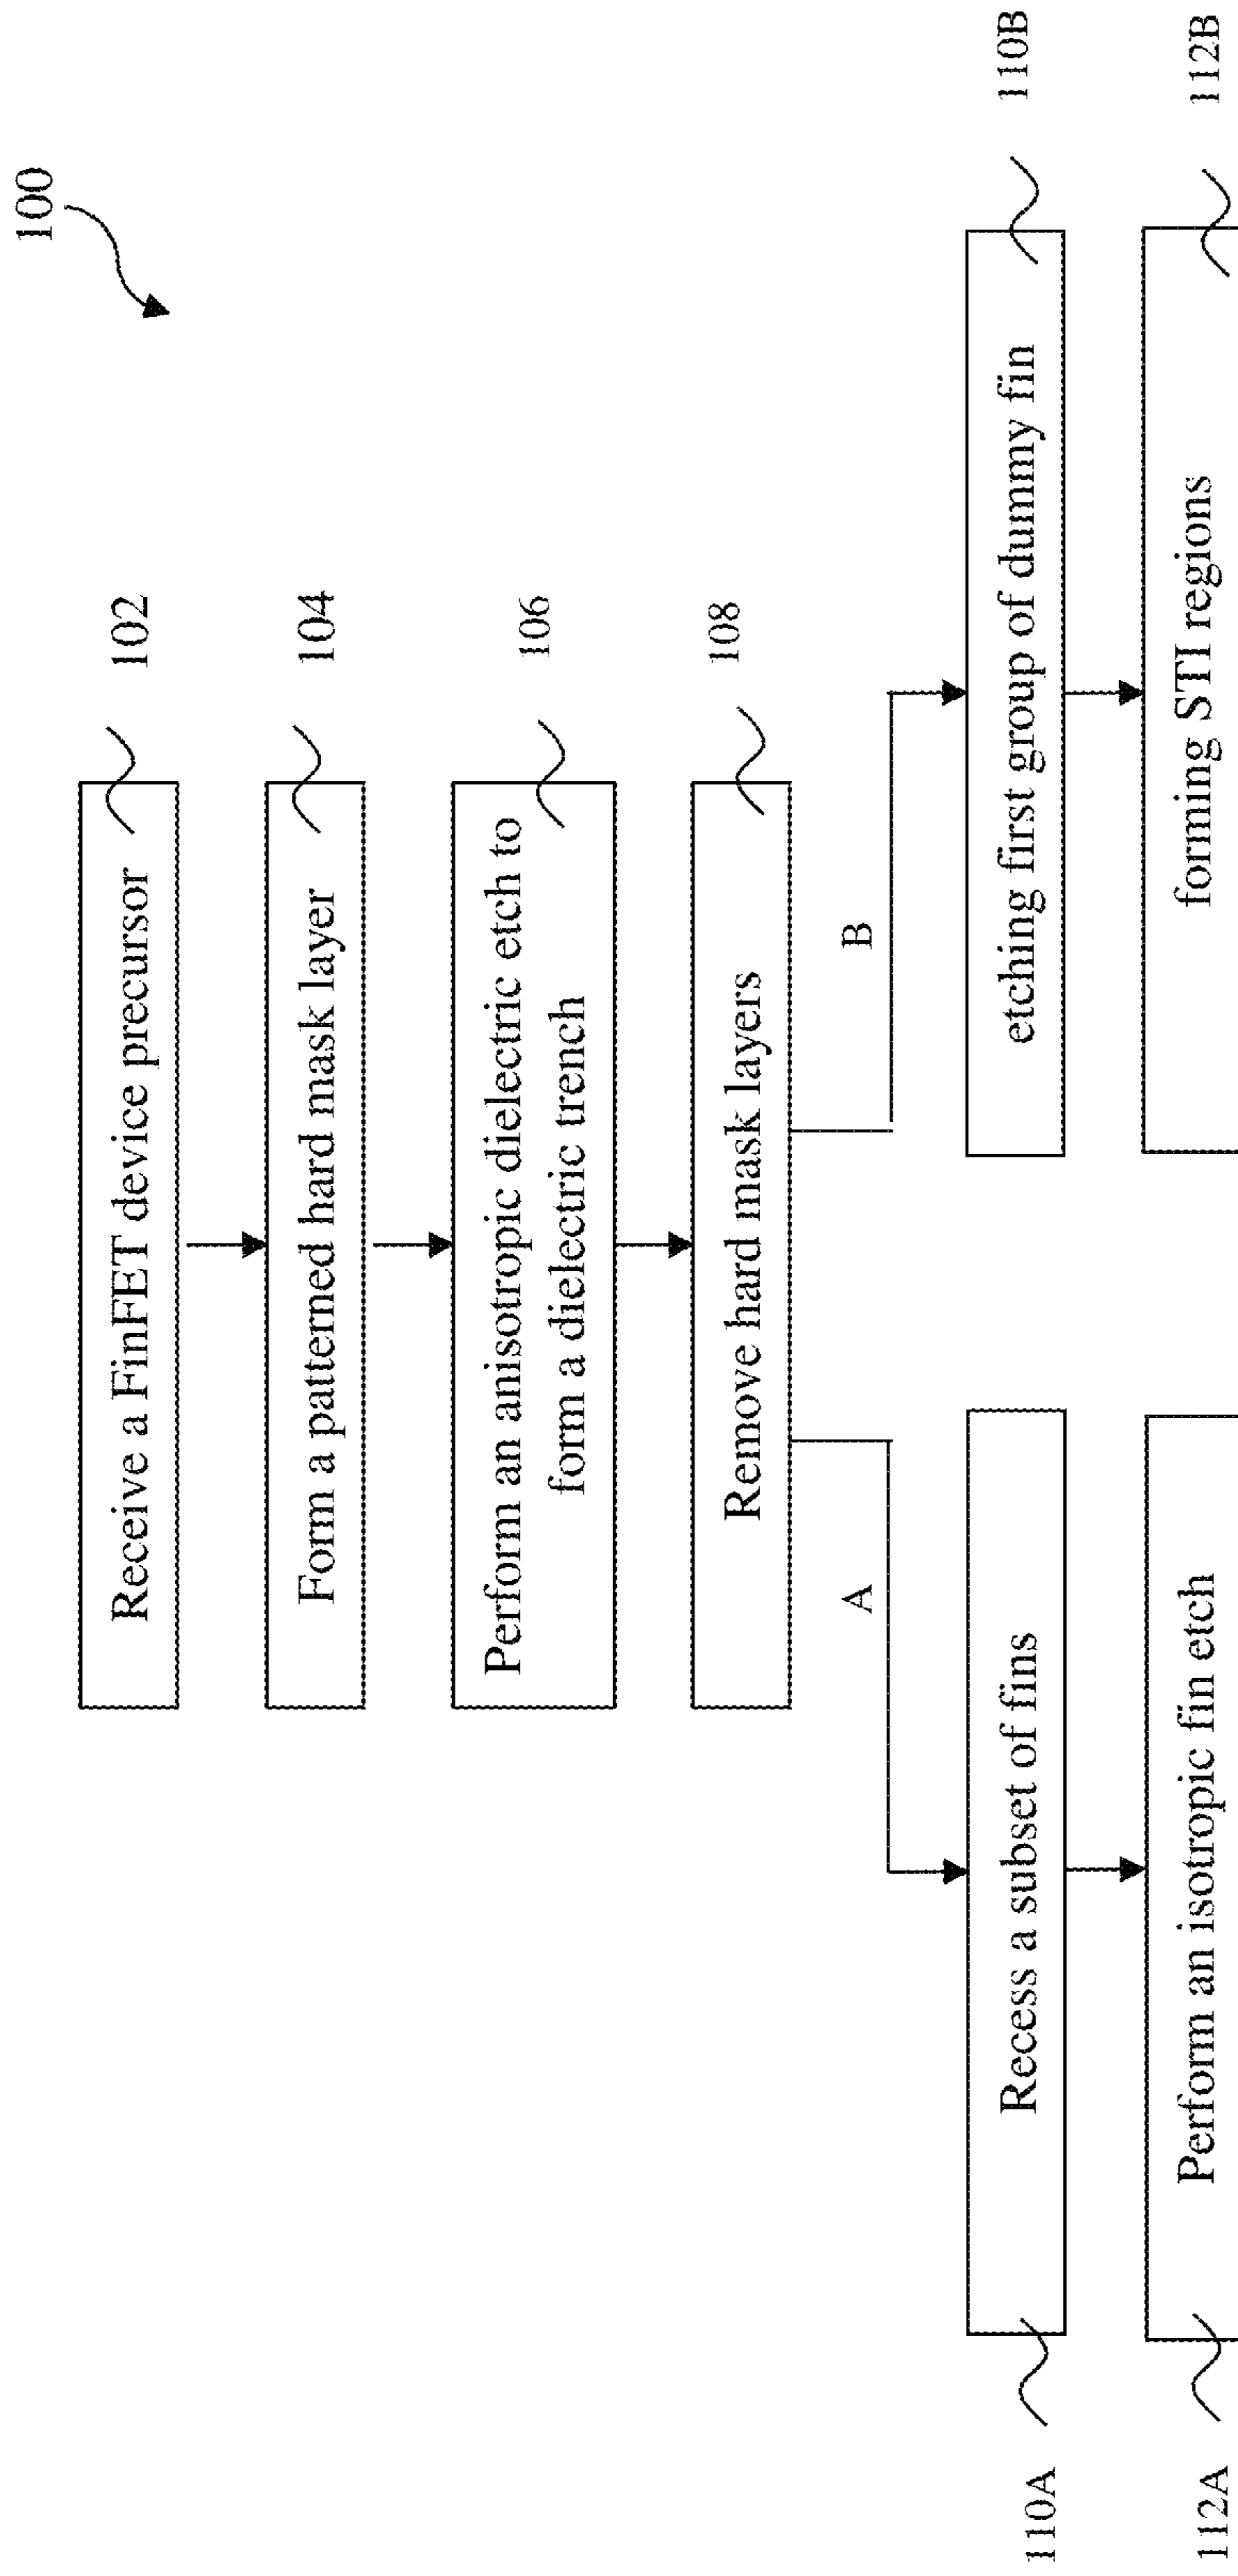 100
Receive a FinFET device precursor
102
Form a patterned hard mask layer
104
Perform an anisotropic dielectric etch to
form a dielectric trench
106
Remove hard mask layers
108
A
B
110A
Recess a subset of fins
etching first group of dummy fin
110B
112A
Perform an isotropic fin etch
forming STI regions
112B